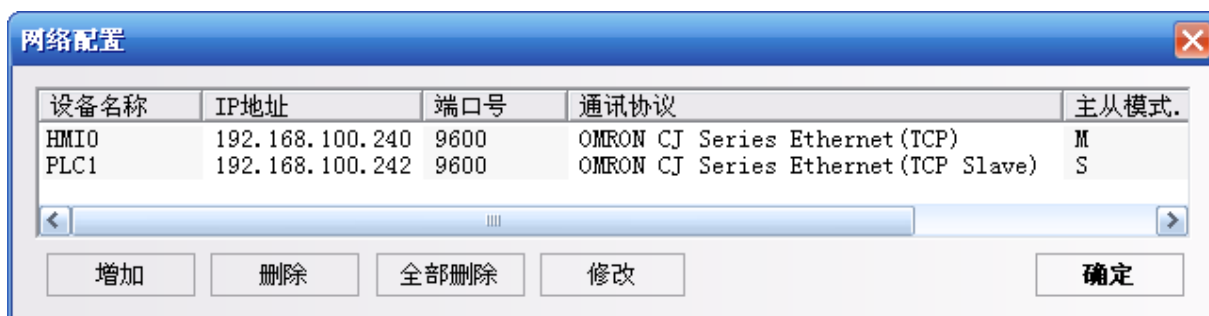 网络配置
设备名称 IP地址 端口号 通讯协议 主从模式.
HMI0 192.168.100.240 9600 OMRON CJ Series Ethernet(TCP) M
PLC1 192.168.100.242 9600 OMRON CJ Series Ethernet(TCP Slave) S
增加 删除 全部删除 修改 确定